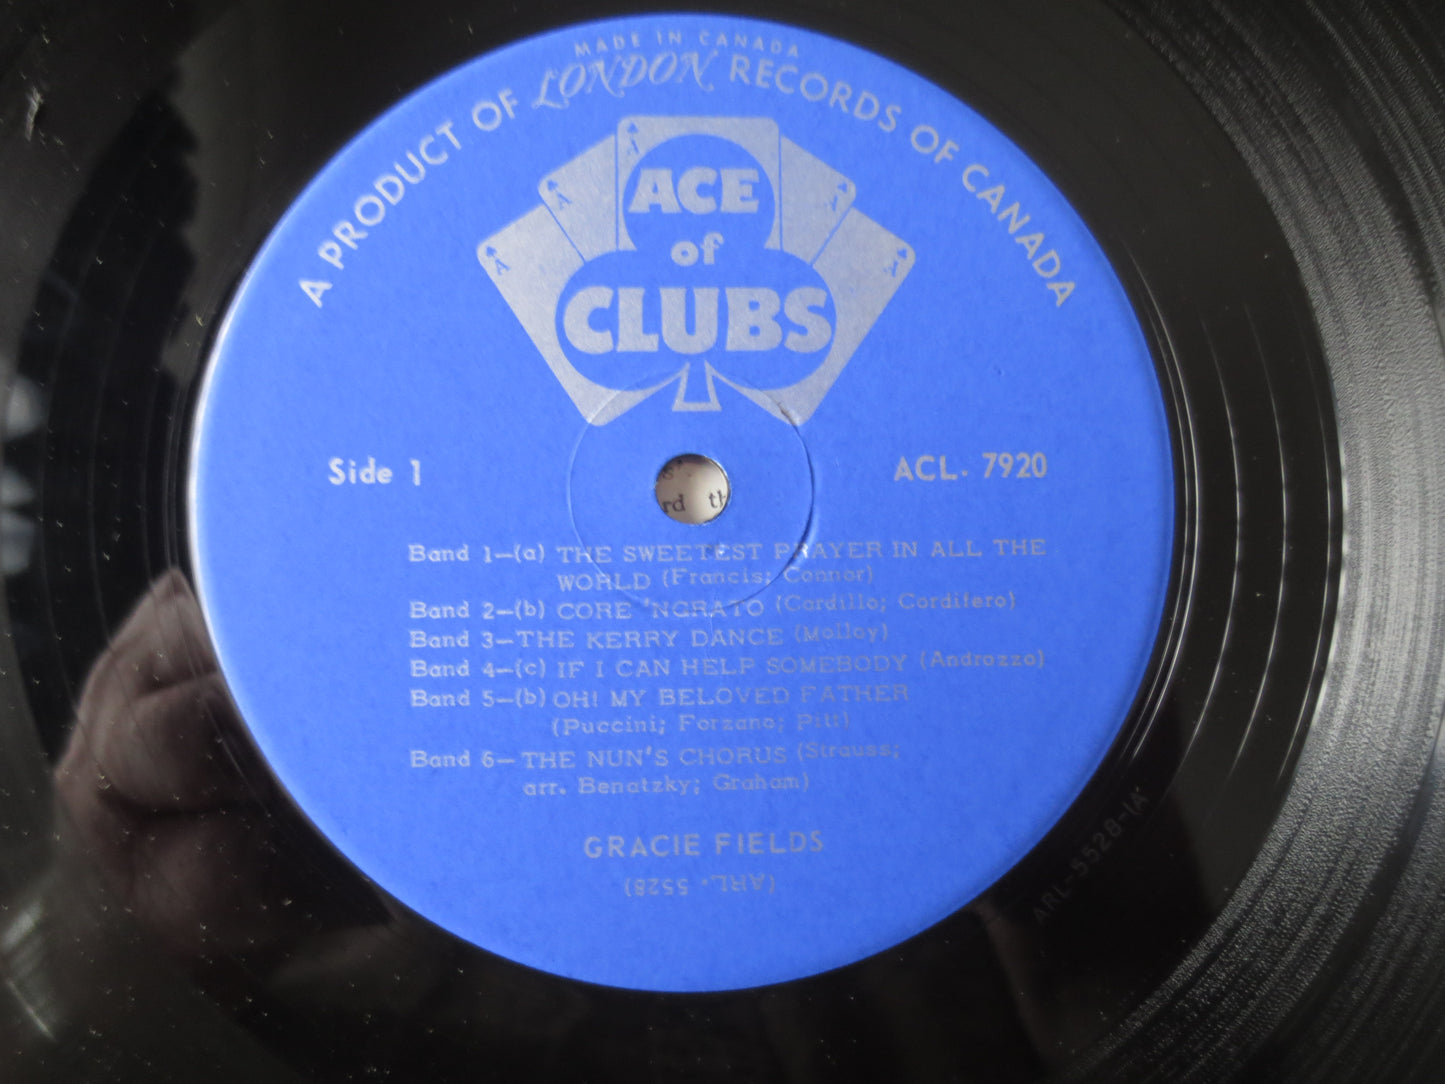 MADE IN CANADA
A PRODUCT OF LONDON RECORDS OF CANADA
A
A
A
A
A
ACE
of
CLUBS
Side 1
ACL. 7920
rd th
Band 1—(a) THE SWEETEST PRAYER IN ALL THE
WORLD (Francis; Connor)
Band 2—(b) CORE 'NGRATO (Cardillo; Cordifero)
Band 3—THE KERRY DANCE (Molloy)
Band 4—(c) IF I CAN HELP SOMEBODY (Androzzo)
Band 5—(b) OH! MY BELOVED FATHER
(Puccini; Forzano; Pitt)
Band 6—THE NUN'S CHORUS (Strauss;
arr. Benatzky; Graham)
GRACIE FIELDS
(ARL. 5528)
ARL-5528-1A